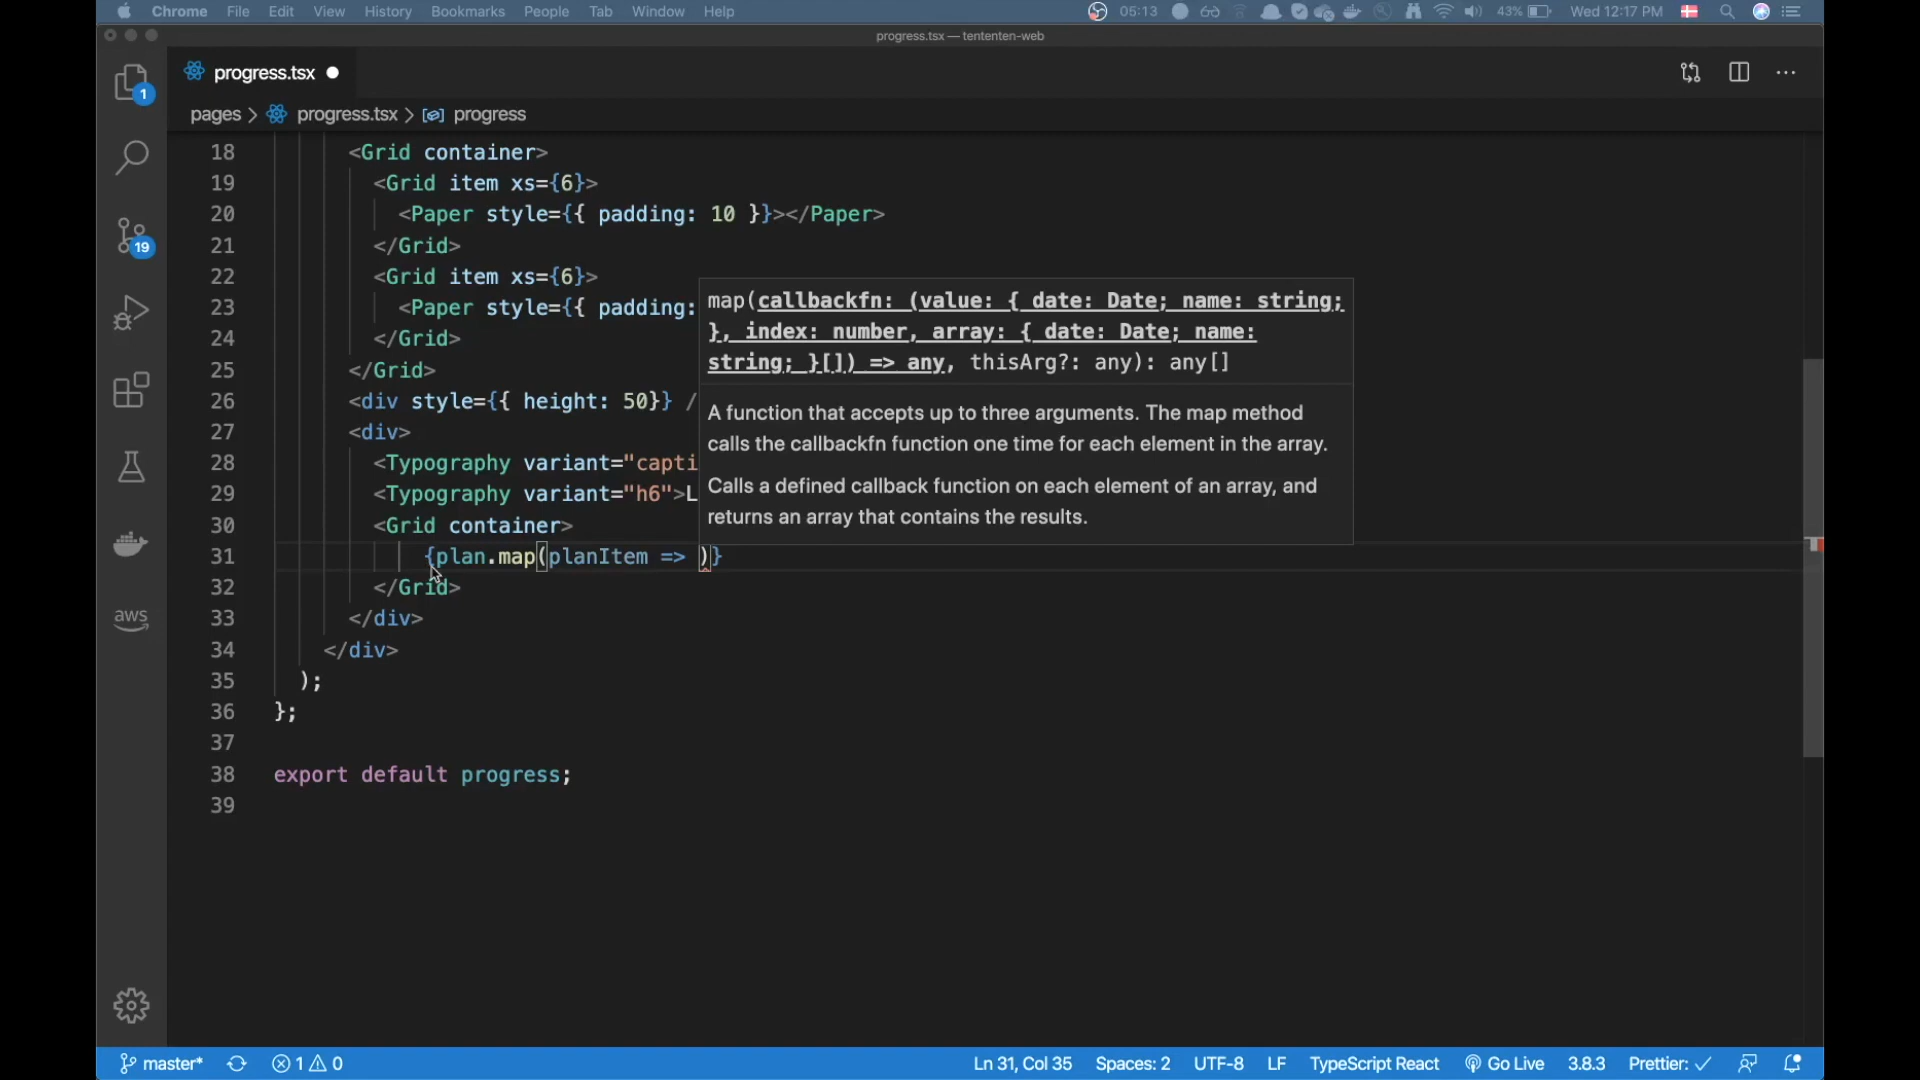 Chrome File Edit View History Bookmarks People Tab Window Help 05:13 43% Wed 12:17 PM
progress.tsx — tententen-web
progress.tsx
1
pages > progress.tsx > progress
18 <Grid container>
19 <Grid item xs={6}>
20 <Paper style={{ padding: 10 }}></Paper>
21 </Grid>
22 <Grid item xs={6}>
23 <Paper style={{ padding:
24 </Grid>
25 </Grid>
26 <div style={{ height: 50}} /
27 <div>
28 <Typography variant="capti
29 <Typography variant="h6">L
30 <Grid container>
31 {plan.map(planItem => )}
32 </Grid>
33 </div>
34 </div>
35 );
36 };
37
38 export default progress;
39
map(callbackfn: (value: { date: Date; name: string;
}, index: number, array: { date: Date; name:
string; }[]) => any, thisArg?: any): any[]
A function that accepts up to three arguments. The map method
calls the callbackfn function one time for each element in the array.
Calls a defined callback function on each element of an array, and
returns an array that contains the results.
19
aws
master* 1 0 Ln 31, Col 35 Spaces: 2 UTF-8 LF TypeScript React Go Live 3.8.3 Prettier: ✓